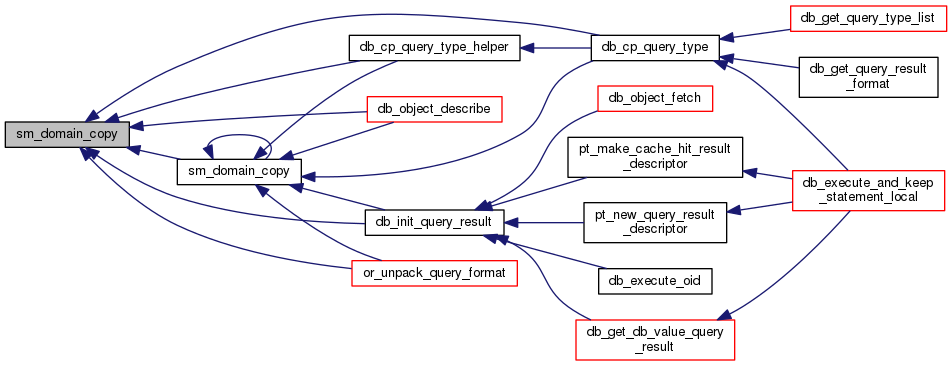 sm_domain_copy
db_cp_query_type_helper
db_object_describe
sm_domain_copy
db_init_query_result
or_unpack_query_format
db_cp_query_type
db_object_fetch
pt_make_cache_hit_result
_descriptor
pt_new_query_result
_descriptor
db_execute_oid
db_get_db_value_query
_result
db_get_query_type_list
db_get_query_result
_format
db_execute_and_keep
_statement_local